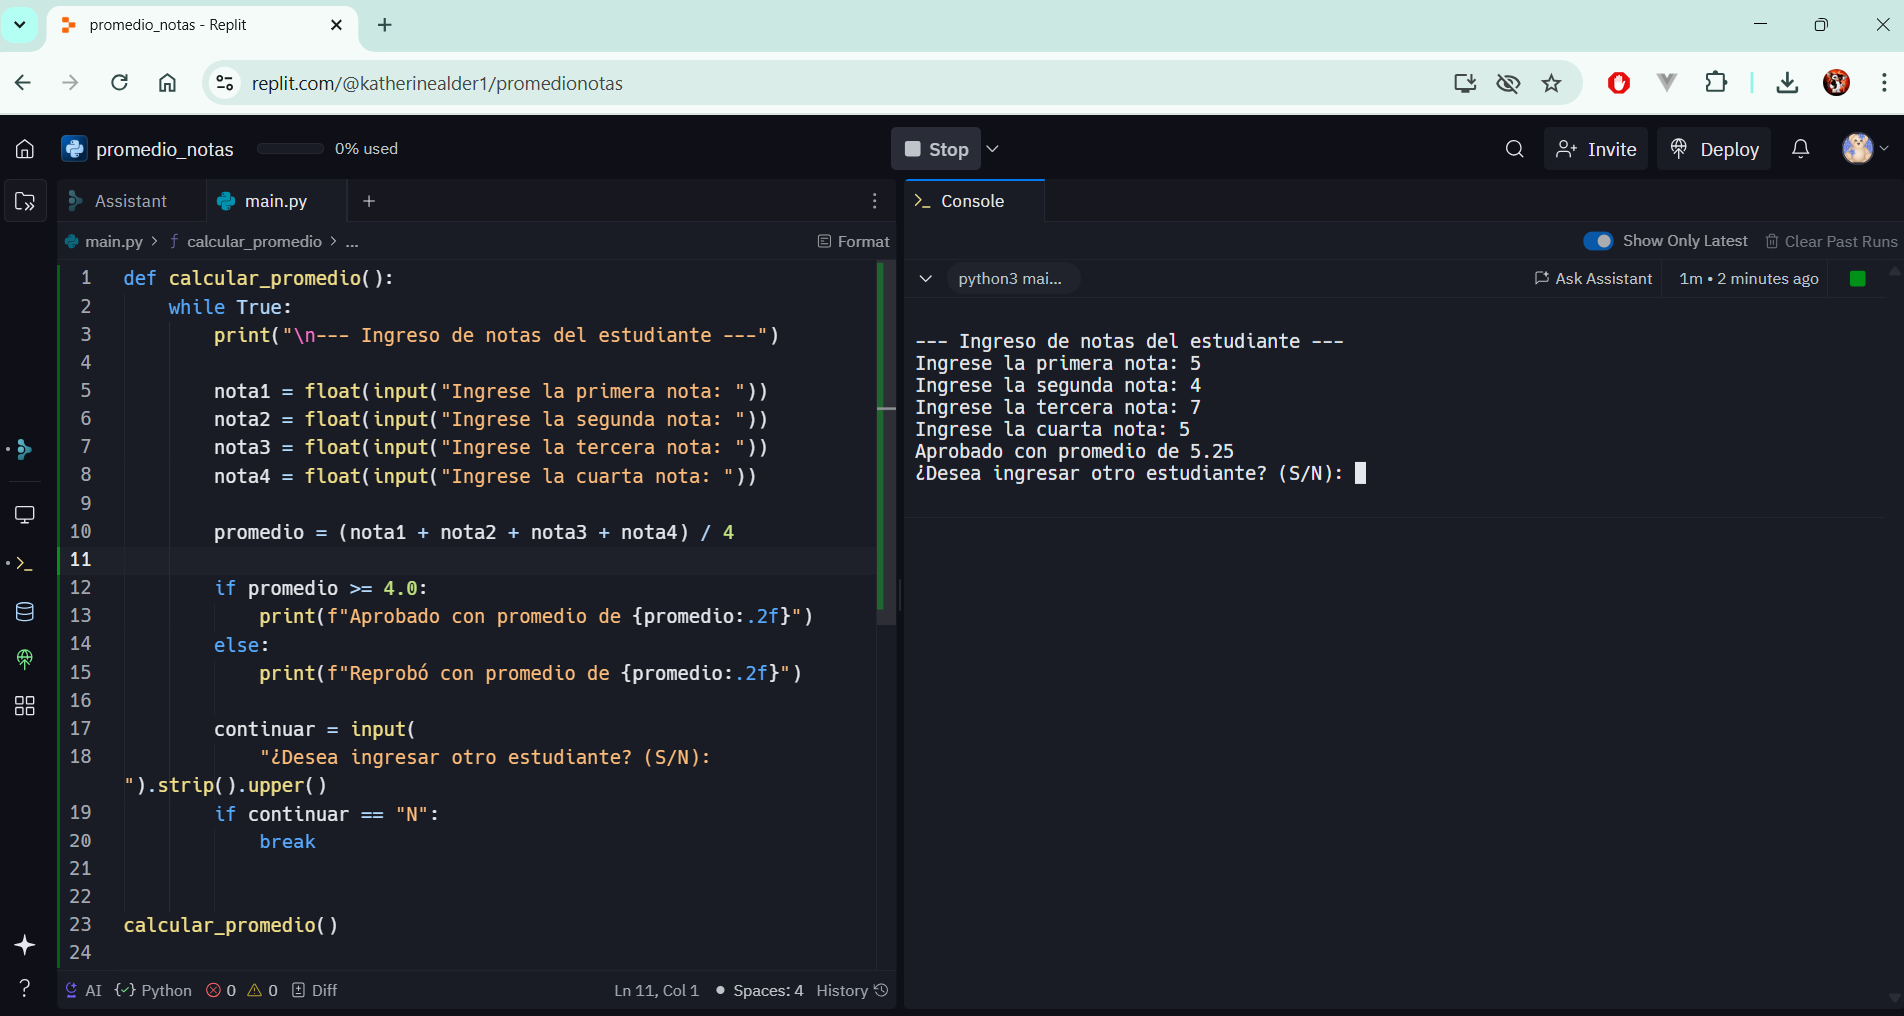 promedio_notas - Replit
replit.com/@katherinealder1/promedionotas
promedio_notas
0% used
Stop
Invite
Deploy
Assistant
main.py
Console
main.py > ƒ calcular_promedio > ...
Format
Show Only Latest
Clear Past Runs
python3 mai...
Ask Assistant
1m • 2 minutes ago
1 def calcular_promedio():
2     while True:
3         print("\n--- Ingreso de notas del estudiante ---")
4
5         nota1 = float(input("Ingrese la primera nota: "))
6         nota2 = float(input("Ingrese la segunda nota: "))
7         nota3 = float(input("Ingrese la tercera nota: "))
8         nota4 = float(input("Ingrese la cuarta nota: "))
9
10         promedio = (nota1 + nota2 + nota3 + nota4) / 4
11
12         if promedio >= 4.0:
13             print(f"Aprobado con promedio de {promedio:.2f}")
14         else:
15             print(f"Reprobó con promedio de {promedio:.2f}")
16
17         continuar = input(
18             "¿Desea ingresar otro estudiante? (S/N):
").strip().upper()
19         if continuar == "N":
20             break
21
22
23 calcular_promedio()
24
--- Ingreso de notas del estudiante ---
Ingrese la primera nota: 5
Ingrese la segunda nota: 4
Ingrese la tercera nota: 7
Ingrese la cuarta nota: 5
Aprobado con promedio de 5.25
¿Desea ingresar otro estudiante? (S/N):
AI
Python
0
0
Diff
Ln 11, Col 1
Spaces: 4
History